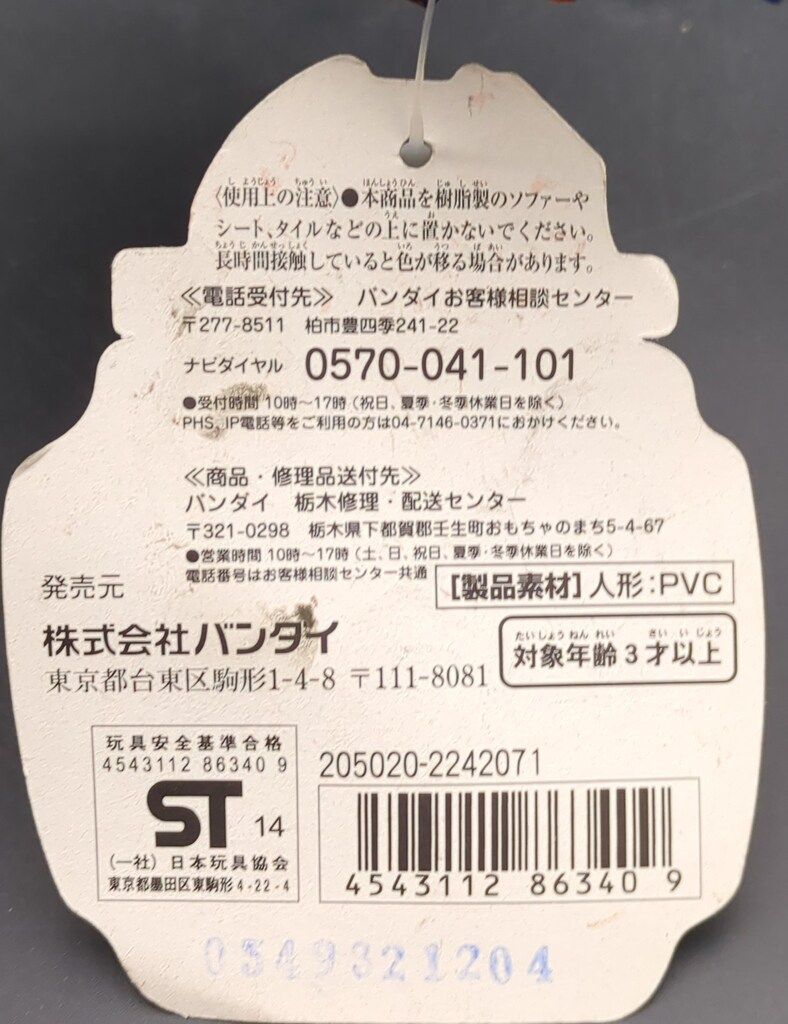 〈使用上の注意〉●本商品を樹脂製のソファーや
シート、タイルなどの上に置かないでください。
長時間接触していると色が移る場合があります。
≪電話受付先≫ バンダイお客様相談センター
〒277-8511 柏市豊四季241-22
ナビダイヤル 0570-041-101
●受付時間 10時〜17時（祝日、夏季・冬季休業日を除く）
PHS、IP電話等をご利用の方は04-7146-0371におかけください。
≪商品・修理品送付先≫
バンダイ 栃木修理・配送センター
〒321-0298 栃木県下都賀郡壬生町おもちゃのまち5-4-67
●営業時間 10時〜17時（土、日、祝日、夏季・冬季休業日を除く）
電話番号はお客様相談センター共通
[製品素材]人形：PVC
発売元
株式会社バンダイ
東京都台東区駒形1-4-8 〒111-8081
対象年齢3才以上
玩具安全基準合格
4543112 86340 9
ST 14
（一社）日本玩具協会
東京都墨田区東駒形4-22-4
205020-2242071
4543112 86340 9
0349321204